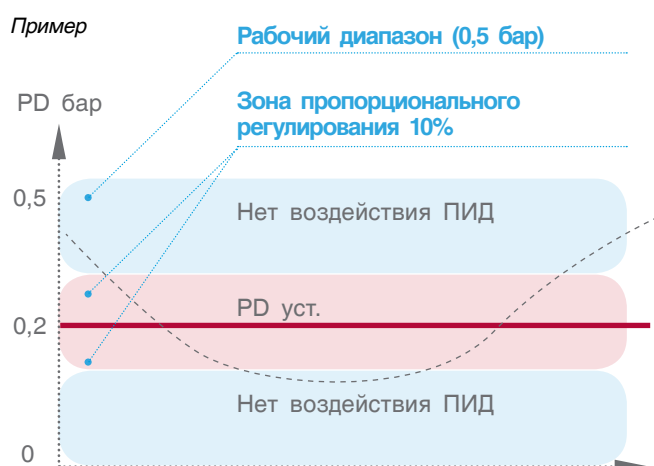 Пример
Рабочий диапазон (0,5 бар)
PD бар
Зона пропорционального
регулирования 10%
0,5
Нет воздействия ПИД
PD уст.
0,2
Нет воздействия ПИД
0